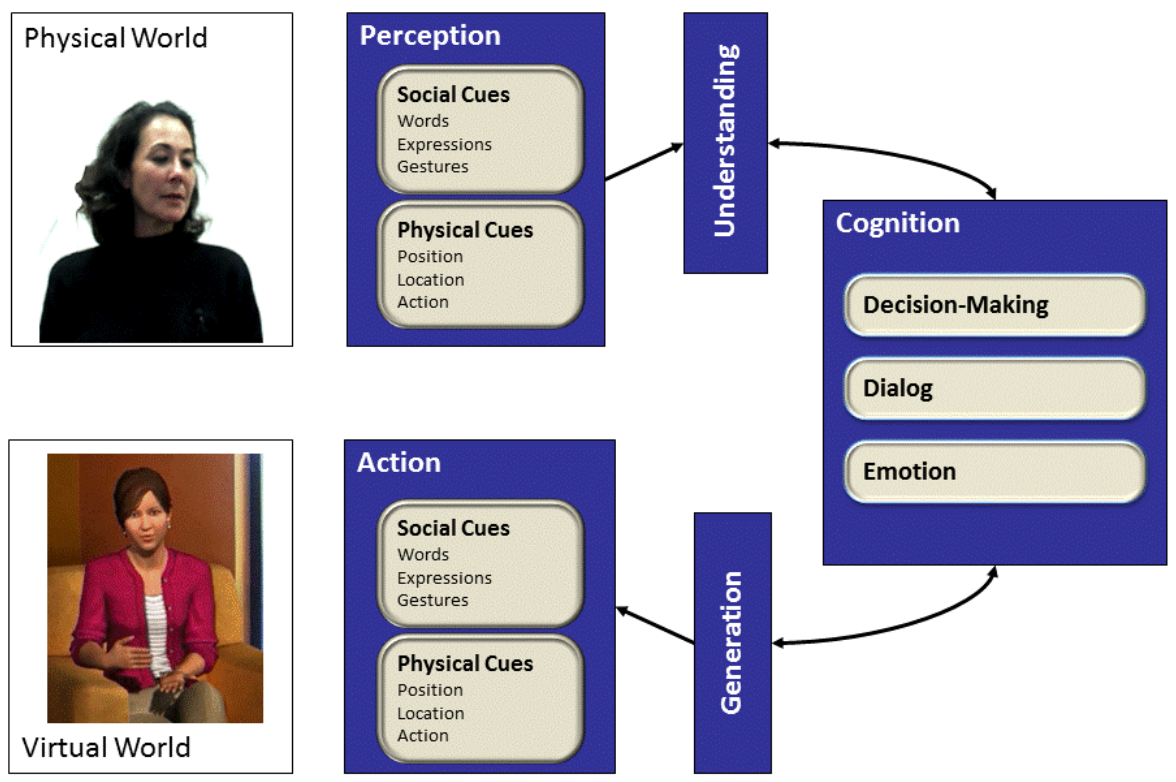 Physical World
Perception
Social Cues
Words
Expressions
Gestures
Physical Cues
Position
Location
Action
Understanding
Cognition
Decision-Making
Dialog
Emotion
Virtual World
Action
Social Cues
Words
Expressions
Gestures
Physical Cues
Position
Location
Action
Generation